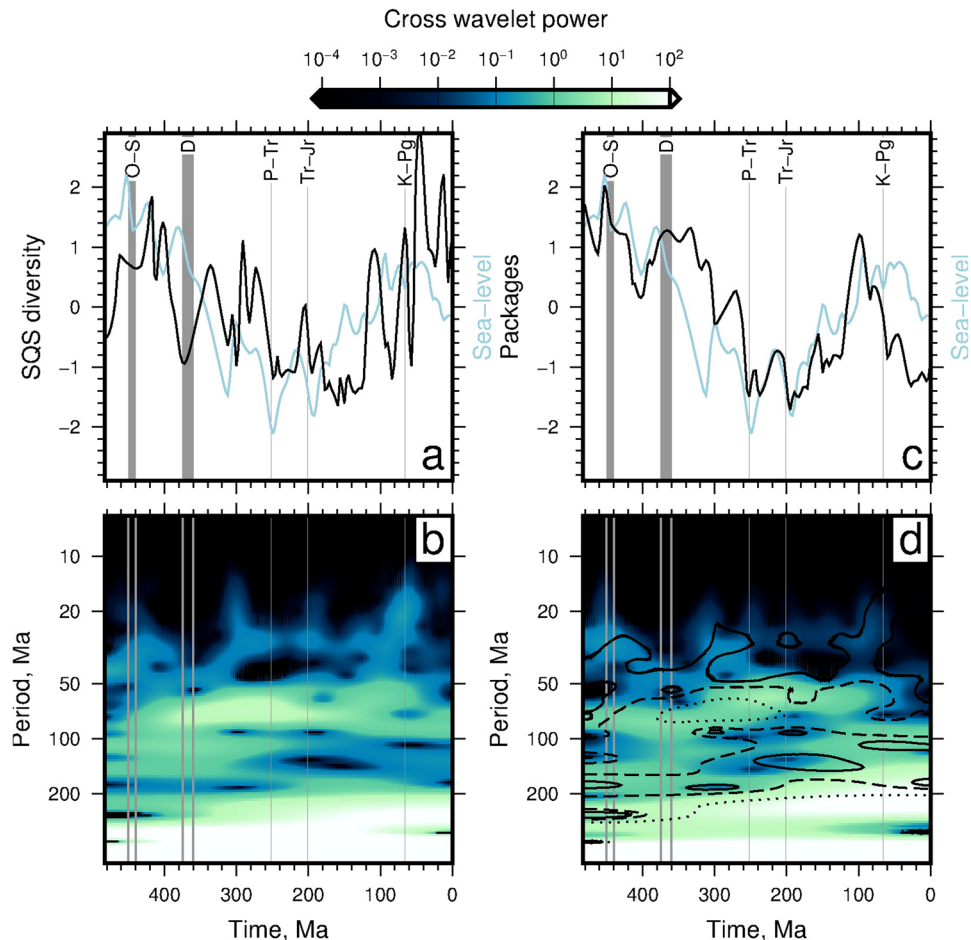 Cross wavelet power
10⁻⁴ 10⁻³ 10⁻² 10⁻¹ 10⁰ 10¹ 10²
O−S
D
P−Tr
Tr−Jr
K−Pg
2
1
0
−1
−2
SQS diversity
Sea−level
a
O−S
D
P−Tr
Tr−Jr
K−Pg
2
1
0
−1
−2
Packages
Sea−level
c
b
10
20
50
100
200
Period, Ma
400 300 200 100 0
Time, Ma
d
10
20
50
100
200
Period, Ma
400 300 200 100 0
Time, Ma